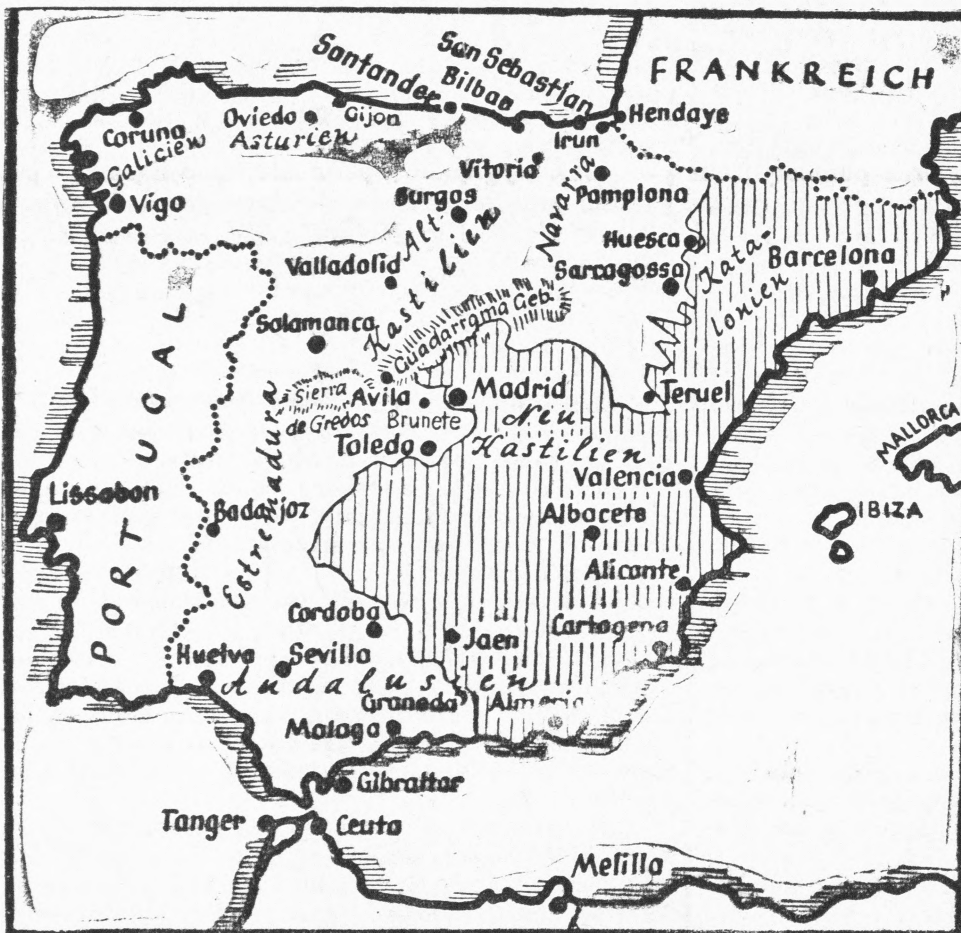 FRANKREICH
Santander
San Sebastian
Bilbao
Hendaye
Irun
Coruna
Galicien
Oviedo
Asturien
Gijon
Vigo
Vitoria
Pamplona
Navarra
Burgos
Alt-
Kastilien
Huesca
Sarcagossa
Kata-
lonien
Barcelona
Valladolid
Salamanca
Guadarrama Geb.
Sierra
de Gredos
Avila
Brunete
Madrid
Neu
Kastilien
Teruel
Toledo
PORTUGAL
Lissabon
Badajoz
Estremadura
Valencia
Albacete
Alicante
MALLORCA
IBIZA
Cordoba
Jaen
Cartagena
Huelva
Sevilla
Andalusien
Granada
Almeria
Malaga
Gibraltar
Tanger
Ceuta
Melilla